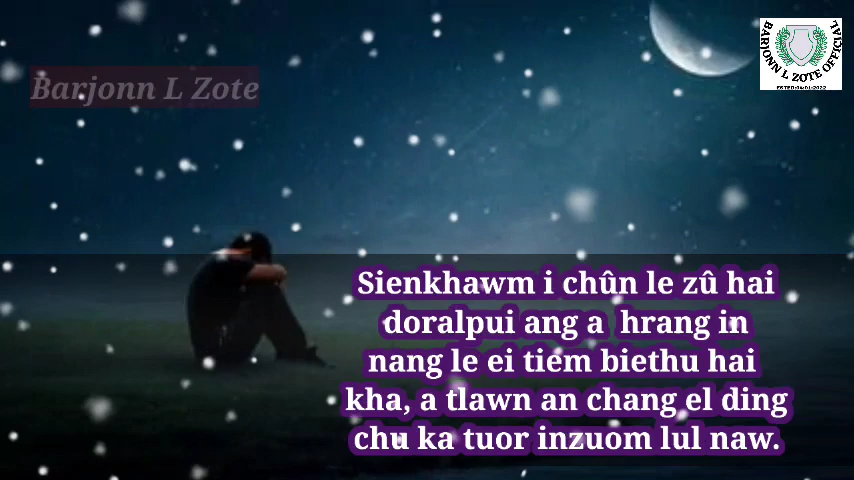 BARJONN L ZOTE OFFICIAL
Barjonn L Zote
Sienkhawm i chûn le zû hai
doralpui ang a hrang in
nang le ei tiem biethu hai
kha, a tlawn an chang el ding
chu ka tuor inzuom lul naw.